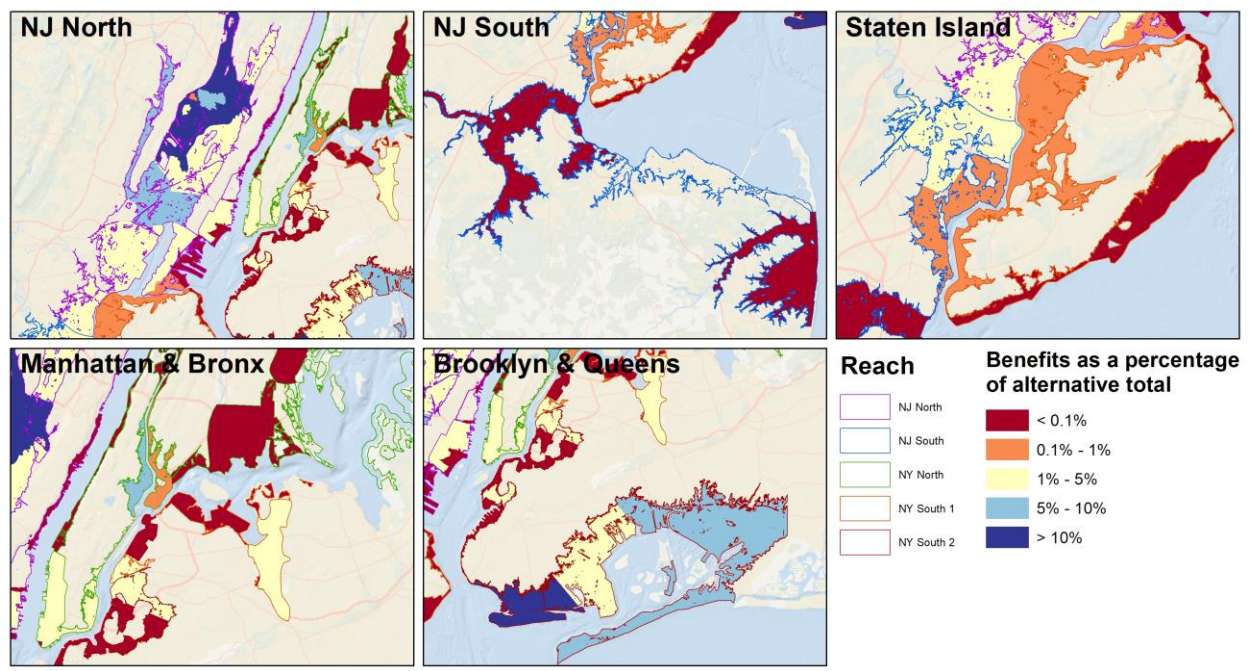 NJ North
NJ South
Staten Island
Manhattan & Bronx
Brooklyn & Queens
Reach
NJ North
NJ South
NY North
NY South 1
NY South 2
Benefits as a percentage
of alternative total
< 0.1%
0.1% - 1%
1% - 5%
5% - 10%
> 10%